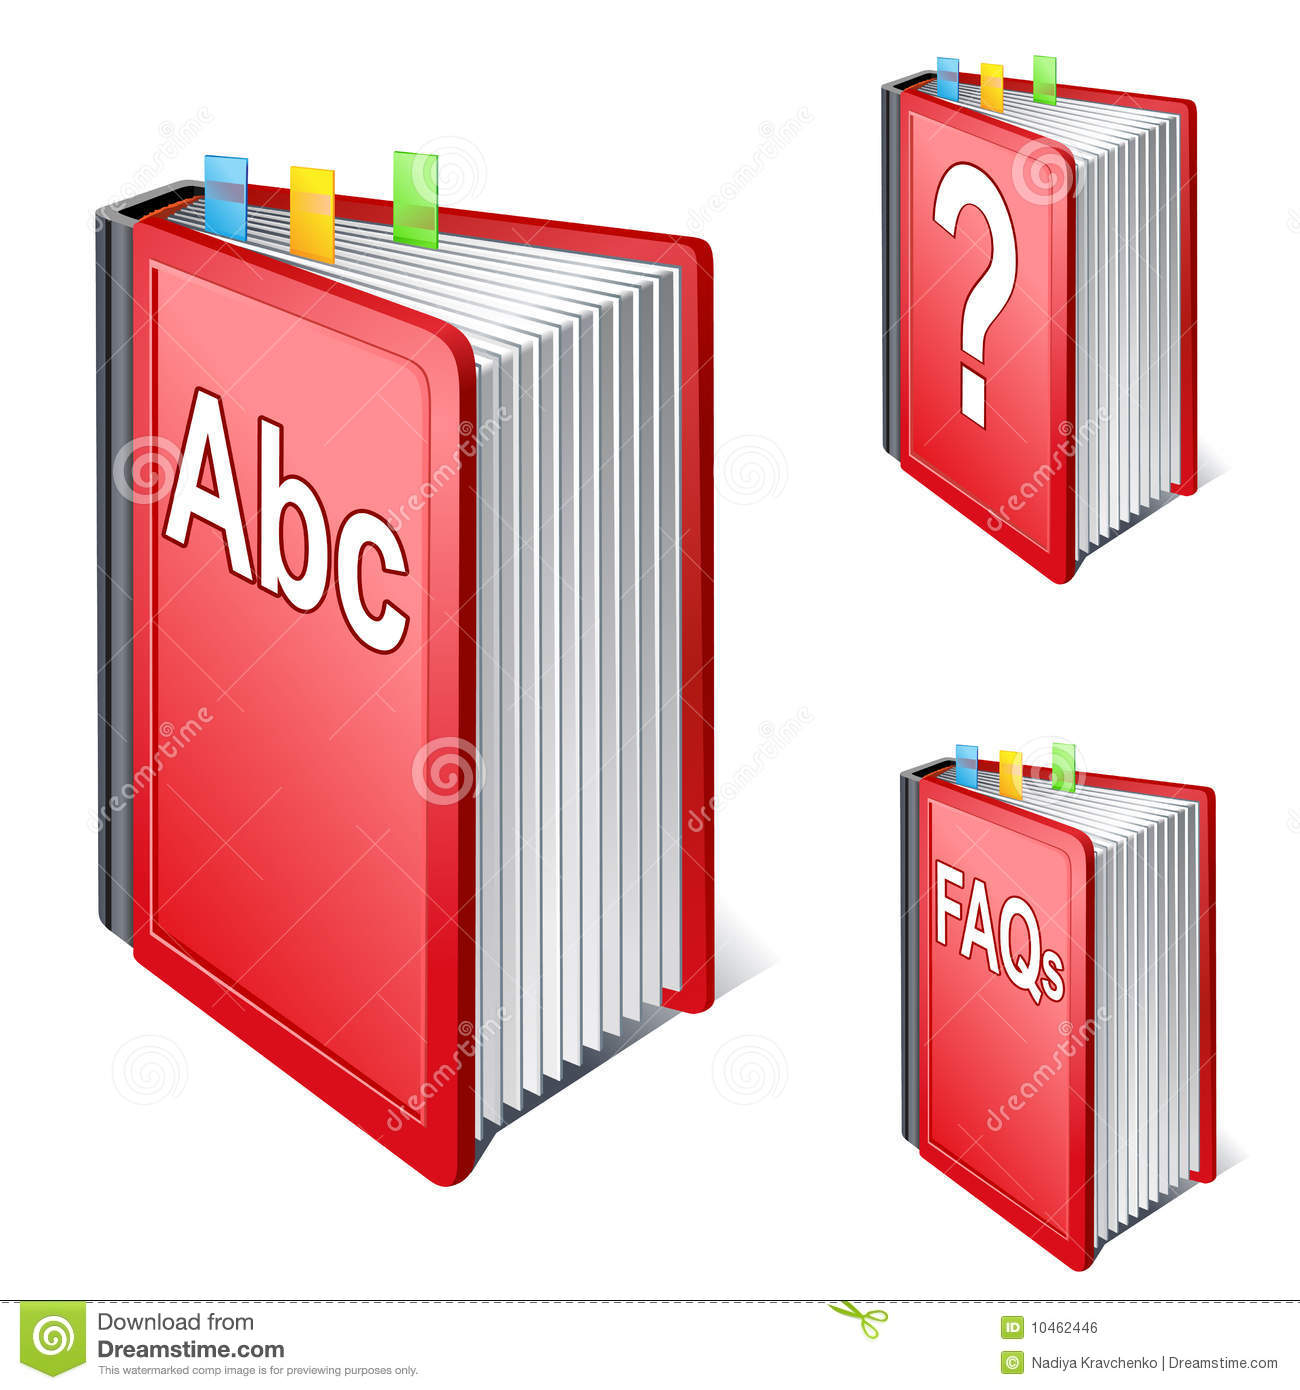 Abc
?
FAQs
Download from
Dreamstime.com
This watermarked comp image is for previewing purposes only.
ID 10462446
© Nadiya Kravchenko | Dreamstime.com
dreamstime